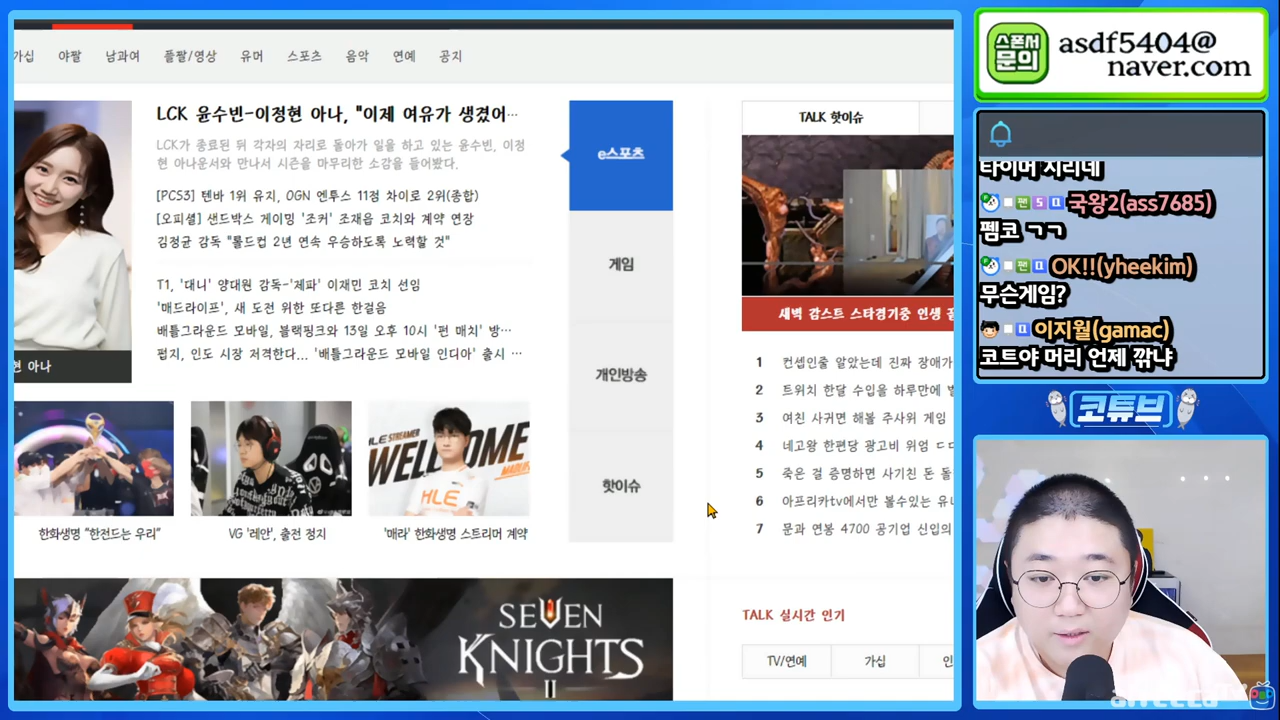 가십 야짤 남과여 플짤/영상 유머 스포츠 음악 연예 공지
LCK 윤수빈-이정현 아나, "이제 여유가 생겼어…
LCK가 종료된 뒤 각자의 자리로 돌아가 일을 하고 있는 윤수빈, 이정
현 아나운서와 만나서 시즌을 마무리한 소감을 들어봤다.
[PCS3] 텐바 1위 유지, OGN 엔투스 11점 차이로 2위(종합)
[오피셜] 샌드박스 게이밍 '조커' 조재읍 코치와 계약 연장
김정균 감독 "롤드컵 2년 연속 우승하도록 노력할 것"
T1, '대니' 양대원 감독-'제파' 이재민 코치 선임
'매드라이프', 새 도전 위한 또다른 한걸음
배틀그라운드 모바일, 블랙핑크와 13일 오후 10시 '펀 매치' 방…
펍지, 인도 시장 저격한다... '배틀그라운드 모바일 인디아' 출시 …
현 아나
e스포츠
게임
개인방송
핫이슈
WELCOME
HLE
한화생명 "한전드는 우리"
VG '레안', 출전 정지
'매라' 한화생명 스트리머 계약
SEVEN
KNIGHTS
II
TALK 핫이슈
새벽 감스트 스타경기중 인생
1 컨셉인줄 알았는데 진짜 장애가
2 트위치 한달 수입을 하루만에
3 여친 사귀면 해볼 주사위 게임
4 네고왕 한편당 광고비 위엄 ㄷㄷ
5 죽은 걸 증명하면 사기친 돈 돌
6 아프리카tv에서만 볼수있는 유
7 문과 연봉 4700 공기업 신입의
TALK 실시간 인기
TV/연예 가십 인
스폰서
문의
asdf5404@
naver.com
타이머 지리네
팬 5 국왕2(ass7685)
펨코 ㄱㄱ
팬 OK!!(yheekim)
무슨게임?
이지월(gamac)
코트야 머리 언제 깎냐
코튜브